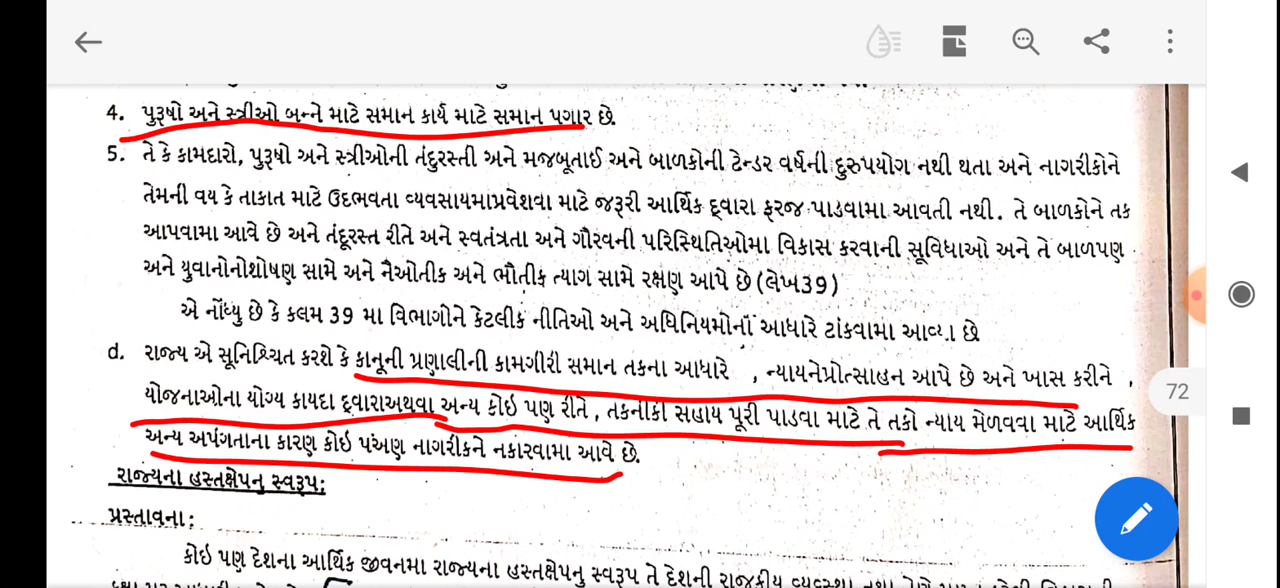 4. પુરૂષો અને સ્ત્રીઓ બન્ને માટે સમાન કાર્ય માટે સમાન પગાર છે.
5. તે કે કામદારો, પુરૂષો અને સ્ત્રીઓની તંદુરસ્તી અને મજબૂતાઈ અને બાળકોની ટેન્ડર વર્ષની દુરુપયોગ નથી થતા અને નાગરીકોને
તેમની વય કે તાકાત માટે ઉદભવતા વ્યવસાયમાપ્રવેશવા માટે જરૂરી આર્થિક દ્વારા ફરજ પાડવામા આવતી નથી. તે બાળકોને તક
આપવામા આવે છે અને તંદૂરસ્ત રીતે અને સ્વતંત્રતા અને ગૌરવની પરિસ્થિતિઓમા વિકાસ કરવાની સૂવિધાઓ અને તે બાળપણ
અને યુવાનોનોશોષણ સામે અને નૈઓતીક અને ભૌતીક ત્યાગ સામે રક્ષણ આપે છે (લેખ39)
એ નોંધ્યુ છે કે કલમ 39 મા વિભાગોને કેટલીક નીતિઓ અને અધિનિયમોનાં આધારે ટાંકવામા આવ્યા છે
d. રાજ્ય એ સૂનિશ્ચિત કરશે કે કાનૂની પ્રણાલીની કામગીરી સમાન તકના આધારે , ન્યાયનેપ્રોત્સાહન આપે છે અને ખાસ કરીને ,
યોજનાઓના યોગ્ય કાયદા દ્વારાઅથવા અન્ય કોઇ પણ રીતે , તકનીકી સહાય પૂરી પાડવા માટે તે તકો ન્યાય મેળવવા માટે આર્થિક
અન્ય અપંગતાના કારણ કોઇ પઅણ નાગરીકને નકારવામા આવે છે.
રાજ્યના હસ્તક્ષેપનુ સ્વરૂપ:
પ્રસ્તાવના:
કોઇ પણ દેશના આર્થિક જીવનમા રાજ્યના હસ્તક્ષેપનુ સ્વરૂપ તે દેશની રાજકીય વ્યવસ્થા
72